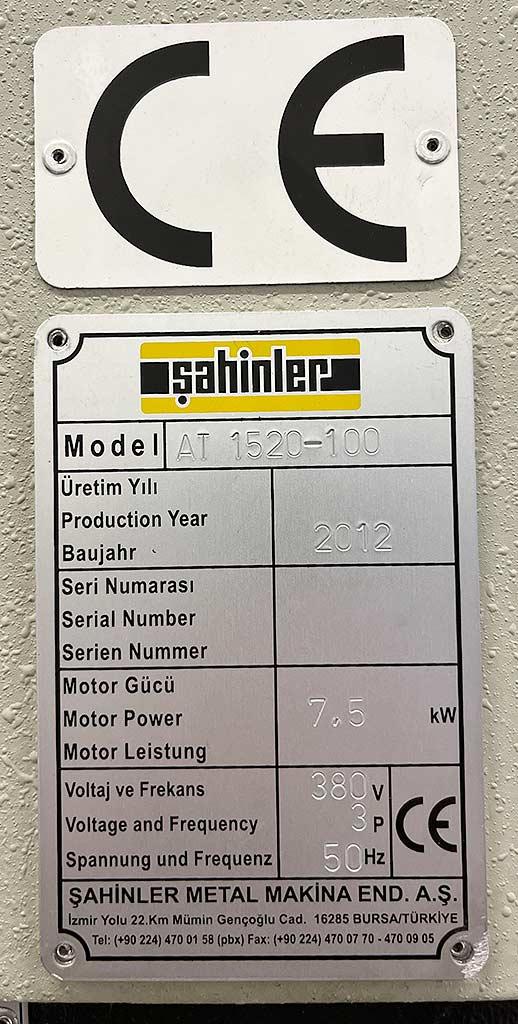 CE
şahinler
Model AT 1520-100
Üretim Yılı
Production Year
Baujahr
2012
Seri Numarası
Serial Number
Serien Nummer
Motor Gücü
Motor Power
Motor Leistung
7.5 kW
Voltaj ve Frekans 380 V
Voltage and Frequency 3 P
Spannung und Frequenz 50 Hz
CE
ŞAHİNLER METAL MAKİNA END. A.Ş.
İzmir Yolu 22.Km Mümin Gençoğlu Cad. 16285 BURSA/TÜRKİYE
Tel: (+90 224) 470 01 58 (pbx) Fax: (+90 224) 470 07 70 - 470 09 05